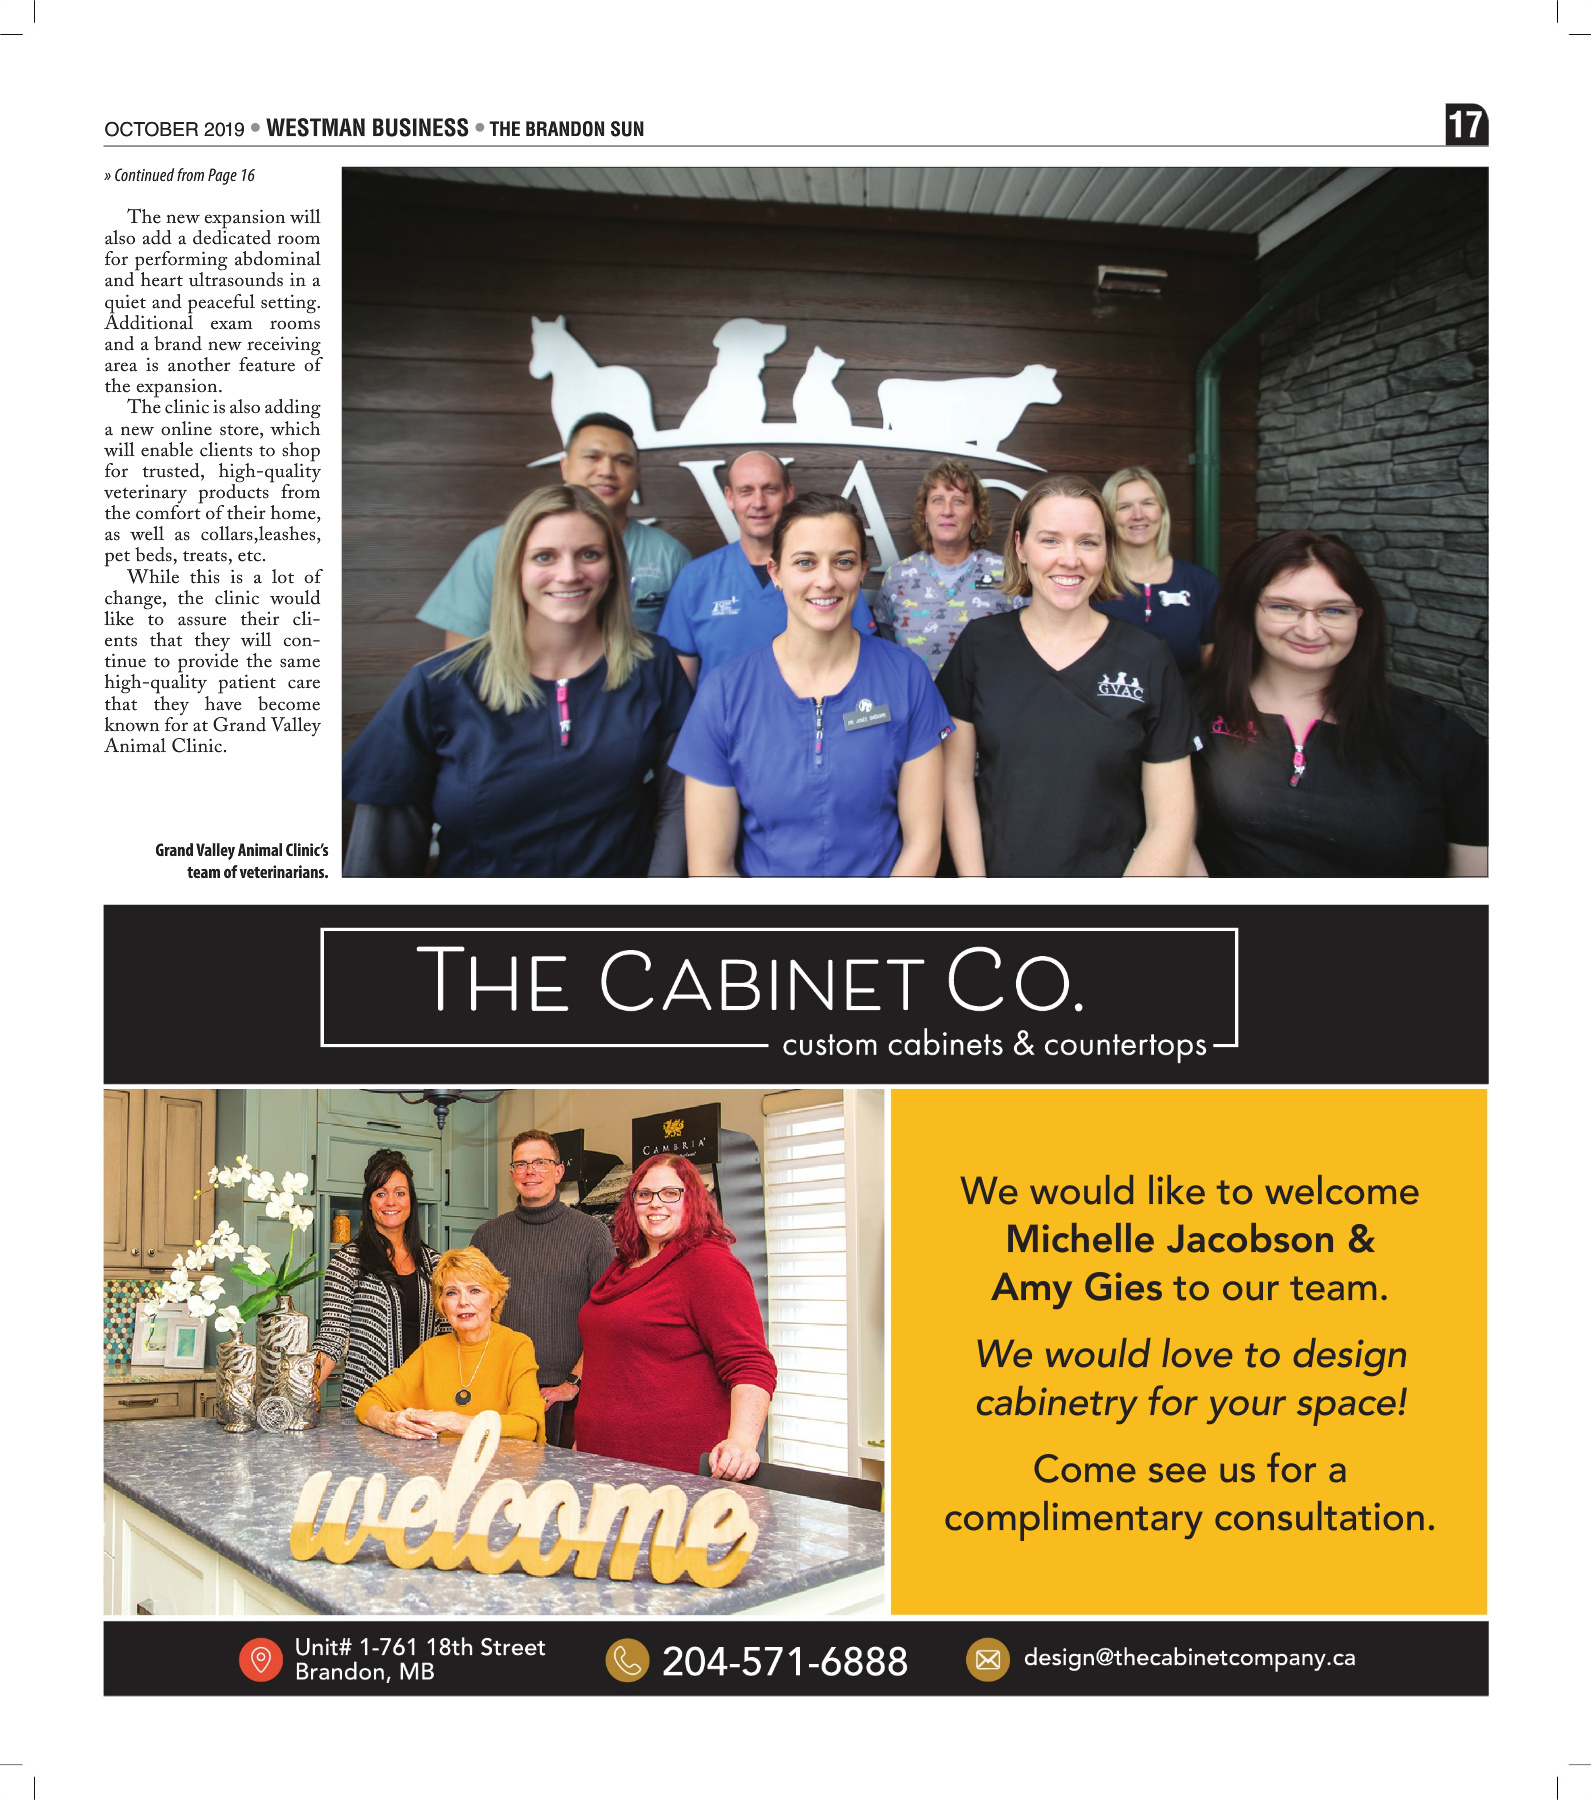 OCTOBER 2019 • WESTMAN BUSINESS • THE BRANDON SUN
17
» Continued from Page 16
The new expansion will
also add a dedicated room
for performing abdominal
and heart ultrasounds in a
quiet and peaceful setting.
Additional exam rooms
and a brand new receiving
area is another feature of
the expansion.
The clinic is also adding
a new online store, which
will enable clients to shop
for trusted, high-quality
veterinary products from
the comfort of their home,
as well as collars,leashes,
pet beds, treats, etc.
While this is a lot of
change, the clinic would
like to assure their cli-
ents that they will con-
tinue to provide the same
high-quality patient care
that they have become
known for at Grand Valley
Animal Clinic.
Grand Valley Animal Clinic's
team of veterinarians.
GVAC
GVAC
THE CABINET CO.
custom cabinets & countertops
CAMBRIA
welcome
We would like to welcome
Michelle Jacobson &
Amy Gies to our team.
We would love to design
cabinetry for your space!
Come see us for a
complimentary consultation.
Unit# 1-761 18th Street
Brandon, MB
204-571-6888
design@thecabinetcompany.ca